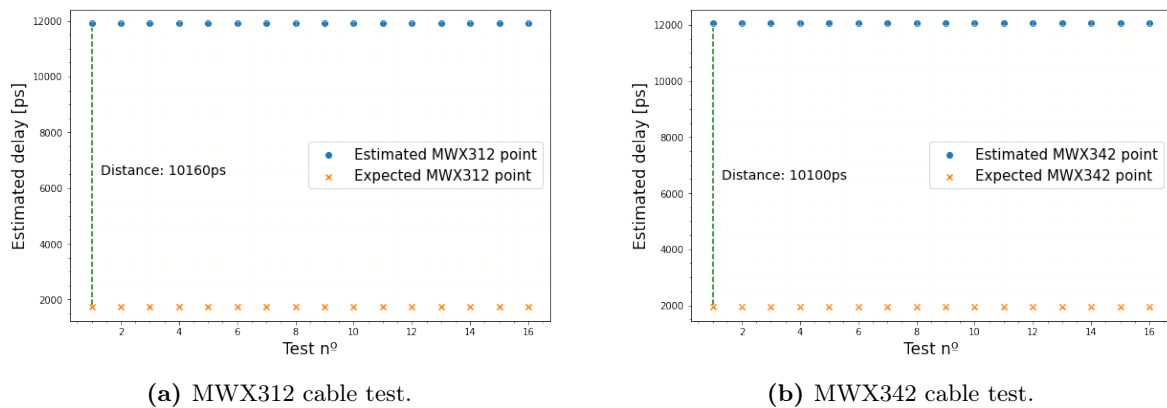 12000
10000
8000
6000
4000
2000
Estimated delay [ps]
Distance: 10160ps
Estimated MWX312 point
Expected MWX312 point
2 4 6 8 10 12 14 16
Test nº
(a) MWX312 cable test.
12000
10000
8000
6000
4000
2000
Estimated delay [ps]
Distance: 10100ps
Estimated MWX342 point
Expected MWX342 point
2 4 6 8 10 12 14 16
Test nº
(b) MWX342 cable test.